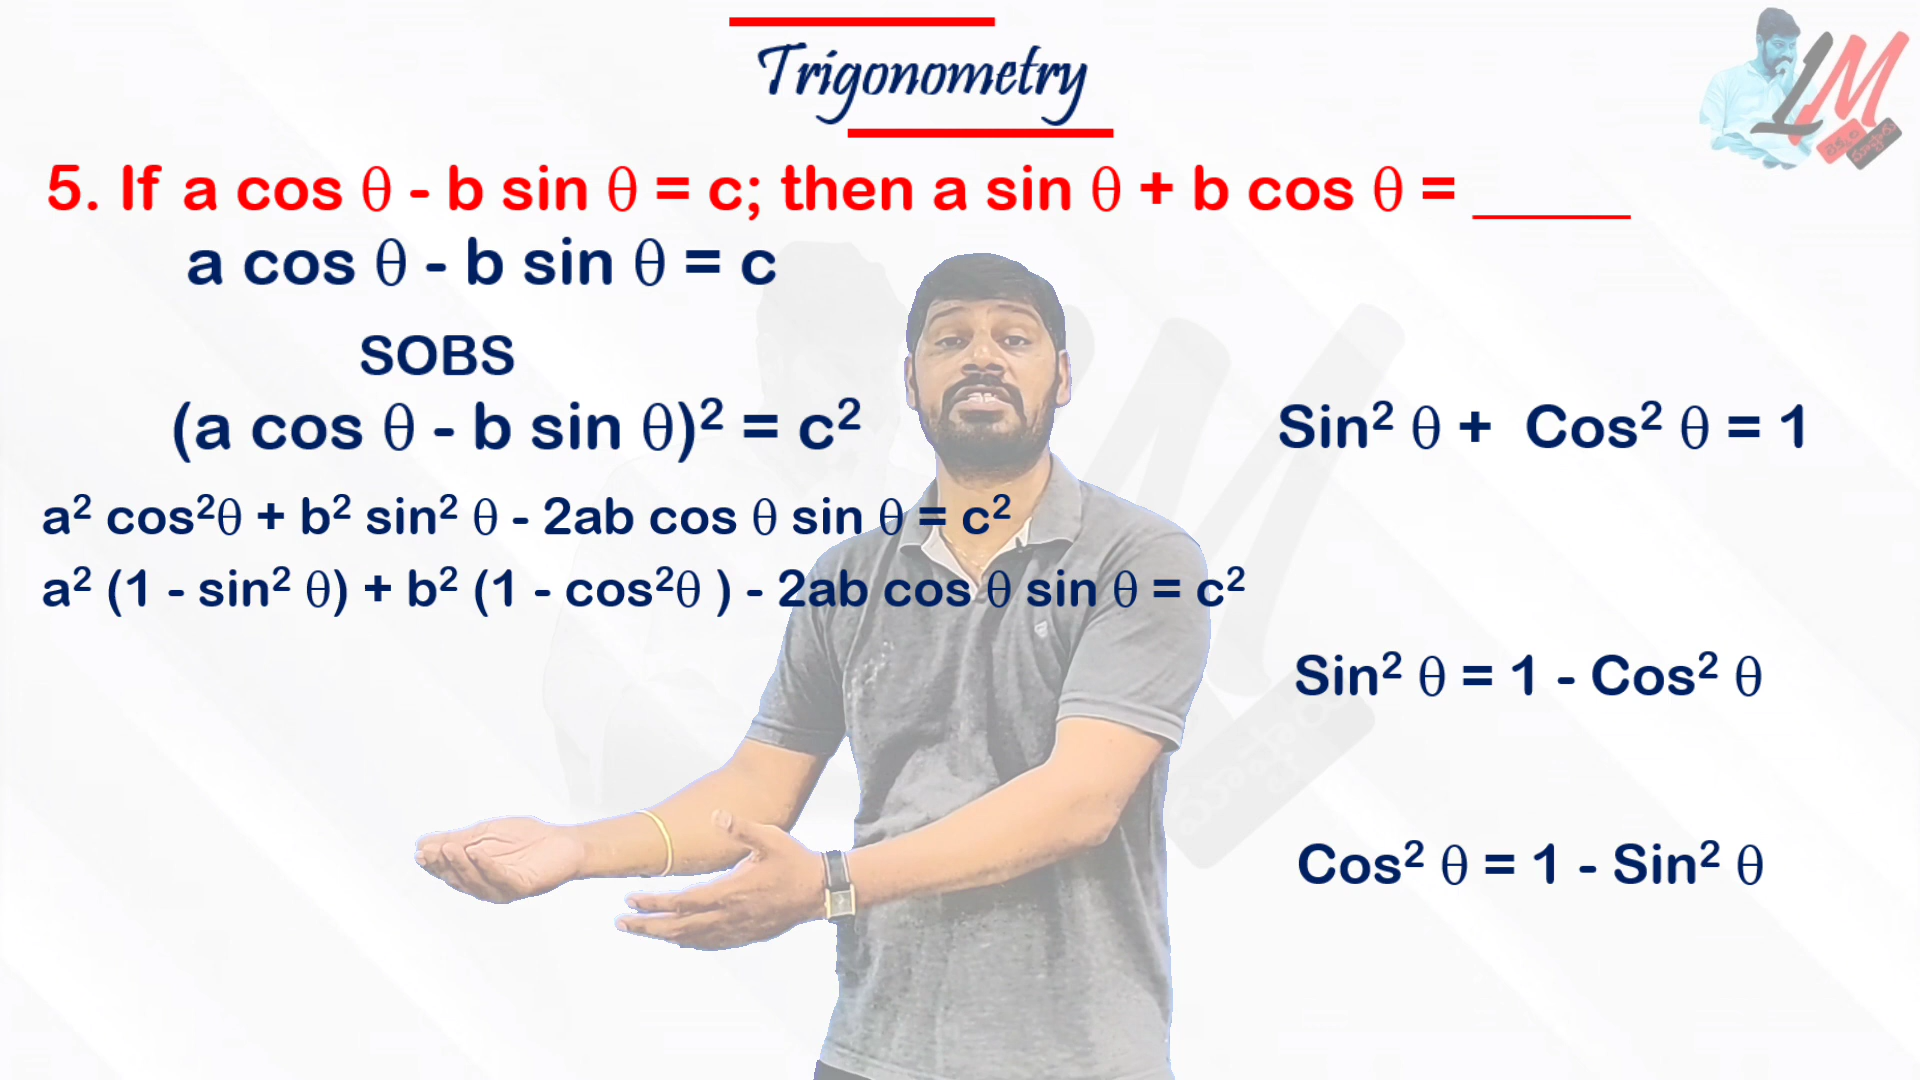 Trigonometry
LM
5. If a cos θ - b sin θ = c; then a sin θ + b cos θ = _____
a cos θ - b sin θ = c
SOBS
(a cos θ - b sin θ)² = c²
Sin² θ + Cos² θ = 1
a² cos²θ + b² sin² θ - 2ab cos θ sin θ = c²
a² (1 - sin² θ) + b² (1 - cos²θ ) - 2ab cos θ sin θ = c²
Sin² θ = 1 - Cos² θ
Cos² θ = 1 - Sin² θ